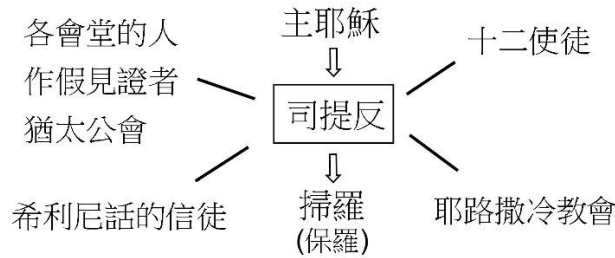 各會堂的人
作假見證者
猶太公會
主耶穌
十二使徒
司提反
希利尼話的信徒
掃羅
(保羅)
耶路撒冷教會